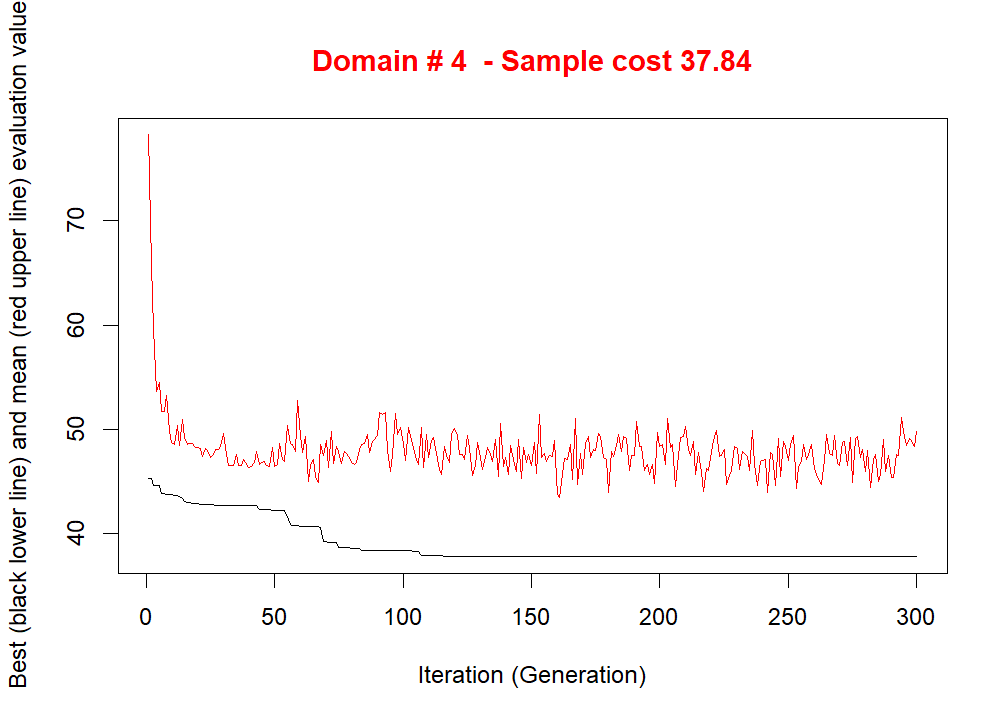 Domain # 4  - Sample cost 37.84
Best (black lower line) and mean (red upper line) evaluation value
70
60
50
40
0 50 100 150 200 250 300
Iteration (Generation)